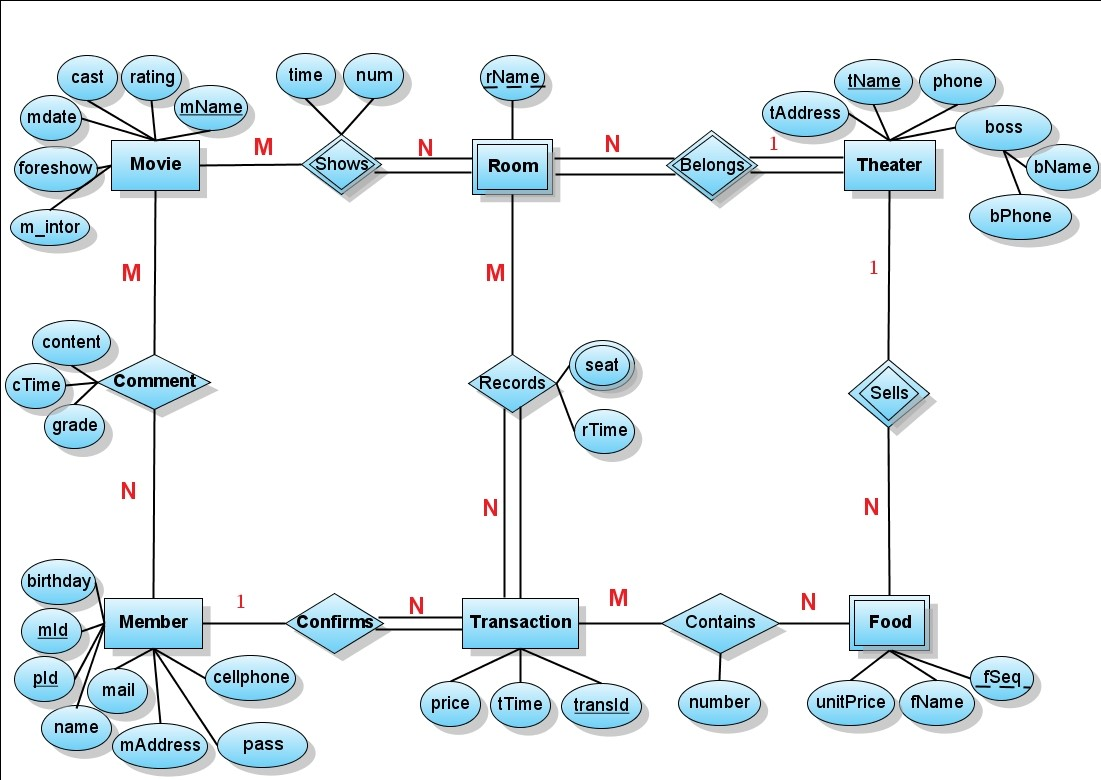 cast
rating
mdate
mName
foreshow
Movie
m_intor
time
num
M
Shows
N
rName
Room
N
Belongs
1
tName
phone
tAddress
boss
Theater
bName
bPhone
M
M
1
content
cTime
Comment
grade
Records
seat
rTime
Sells
N
N
N
birthday
mId
Member
pId
name
mail
cellphone
mAddress
pass
1
Confirms
N
Transaction
M
Contains
N
Food
price
tTime
transId
number
unitPrice
fName
fSeq